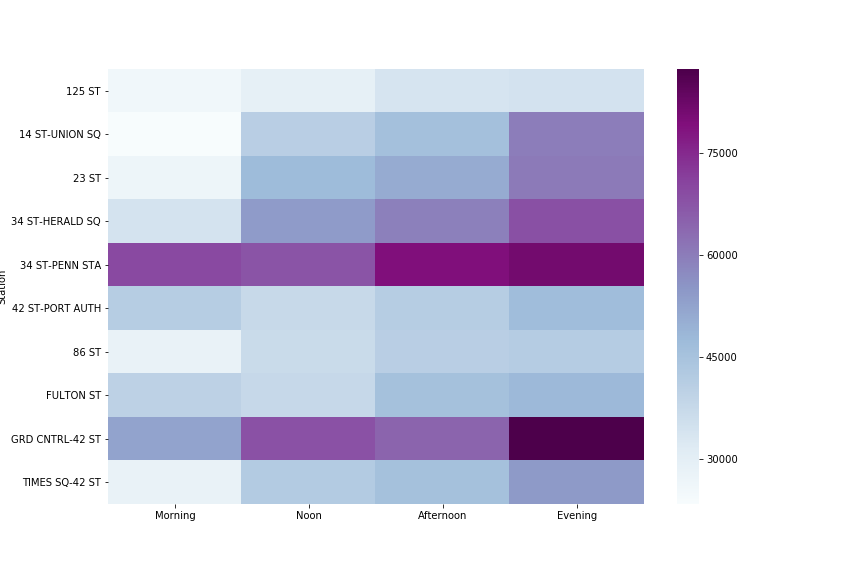 Station
125 ST
14 ST-UNION SQ
23 ST
34 ST-HERALD SQ
34 ST-PENN STA
42 ST-PORT AUTH
86 ST
FULTON ST
GRD CNTRL-42 ST
TIMES SQ-42 ST
Morning Noon Afternoon Evening
75000
60000
45000
30000